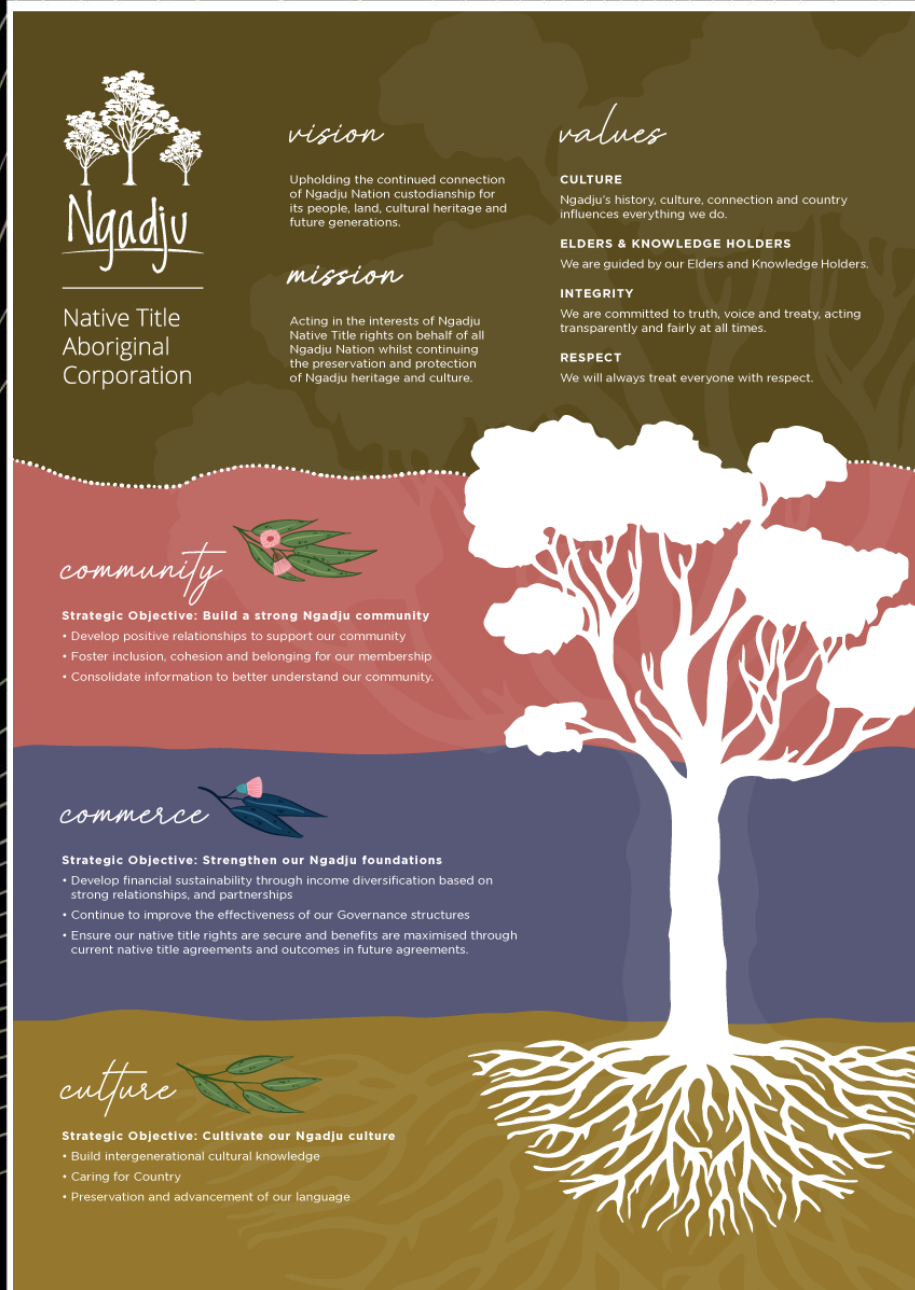 Ngadju
Native Title
Aboriginal
Corporation
vision
Upholding the continued connection
of Ngadju Nation custodianship for
its people, land, cultural heritage and
future generations.
mission
Acting in the interests of Ngadju
Native Title rights on behalf of all
Ngadju Nation whilst continuing
the preservation and protection
of Ngadju heritage and culture.
values
CULTURE
Ngadju's history, culture, connection and country
influences everything we do.
ELDERS & KNOWLEDGE HOLDERS
We are guided by our Elders and Knowledge Holders.
INTEGRITY
We are committed to truth, voice and treaty, acting
transparently and fairly at all times.
RESPECT
We will always treat everyone with respect.
community
Strategic Objective: Build a strong Ngadju community
• Develop positive relationships to support our community
• Foster inclusion, cohesion and belonging for our membership
• Consolidate information to better understand our community.
commerce
Strategic Objective: Strengthen our Ngadju foundations
• Develop financial sustainability through income diversification based on
strong relationships, and partnerships
• Continue to improve the effectiveness of our Governance structures
• Ensure our native title rights are secure and benefits are maximised through
current native title agreements and outcomes in future agreements.
culture
Strategic Objective: Cultivate our Ngadju culture
• Build intergenerational cultural knowledge
• Caring for Country
• Preservation and advancement of our language